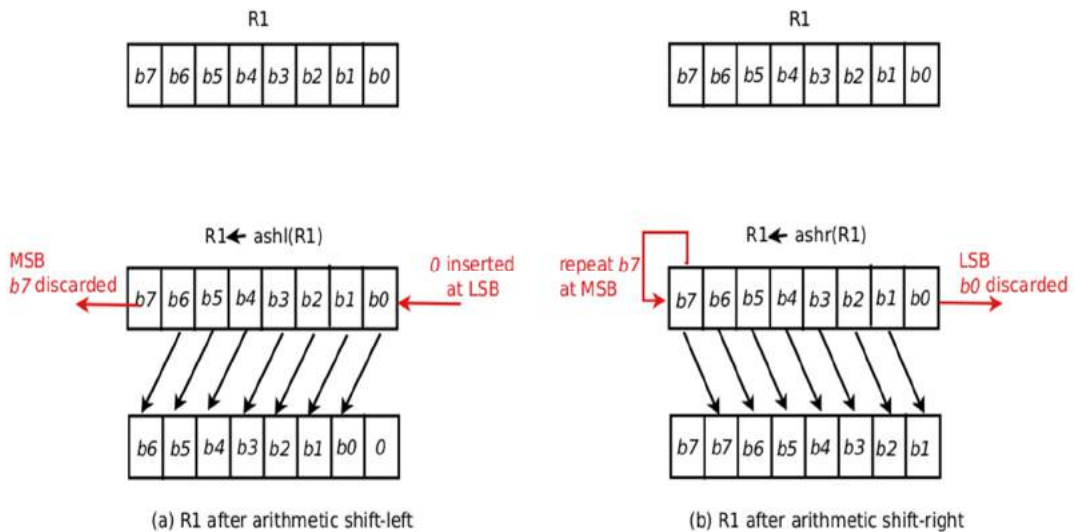 R1
b7 b6 b5 b4 b3 b2 b1 b0
R1
b7 b6 b5 b4 b3 b2 b1 b0
R1← ashl(R1)
MSB
b7 discarded
0 inserted
at LSB
b7 b6 b5 b4 b3 b2 b1 b0
b6 b5 b4 b3 b2 b1 b0 0
(a) R1 after arithmetic shift-left
R1← ashr(R1)
repeat b7
at MSB
LSB
b0 discarded
b7 b6 b5 b4 b3 b2 b1 b0
b7 b7 b6 b5 b4 b3 b2 b1
(b) R1 after arithmetic shift-right